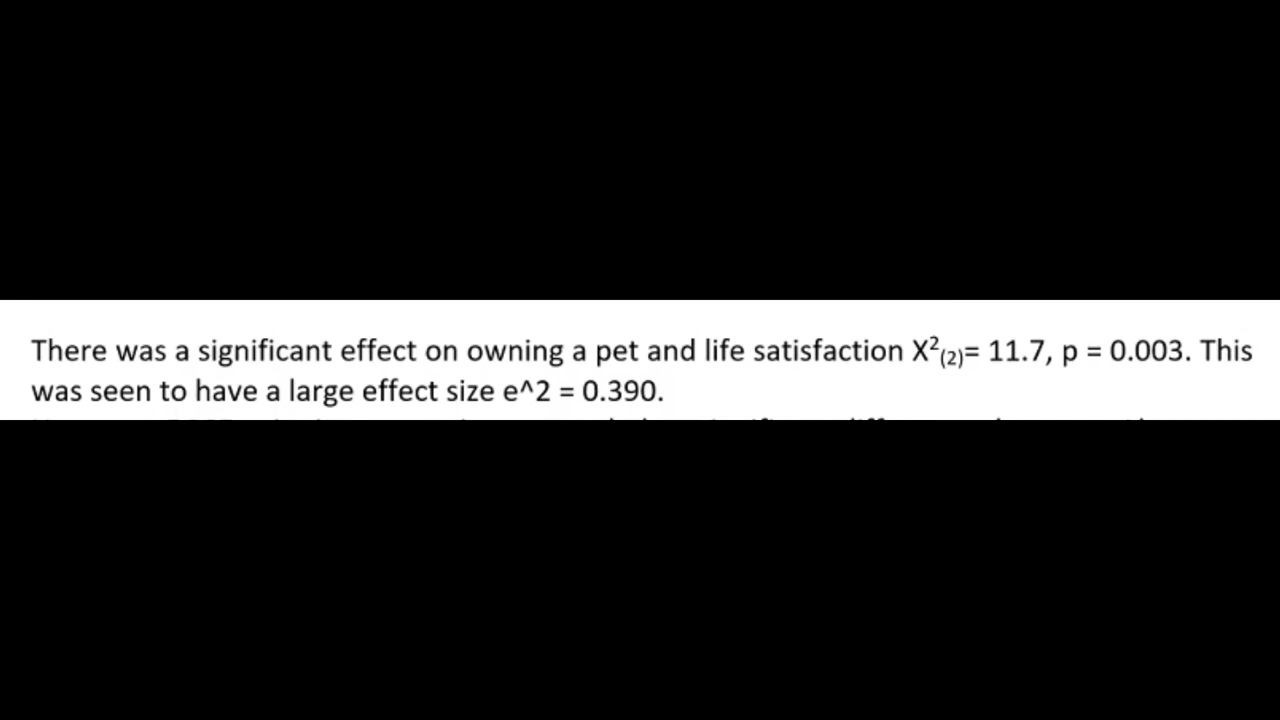 There was a significant effect on owning a pet and life satisfaction X²₍₂₎= 11.7, p = 0.003. This
was seen to have a large effect size e^2 = 0.390.